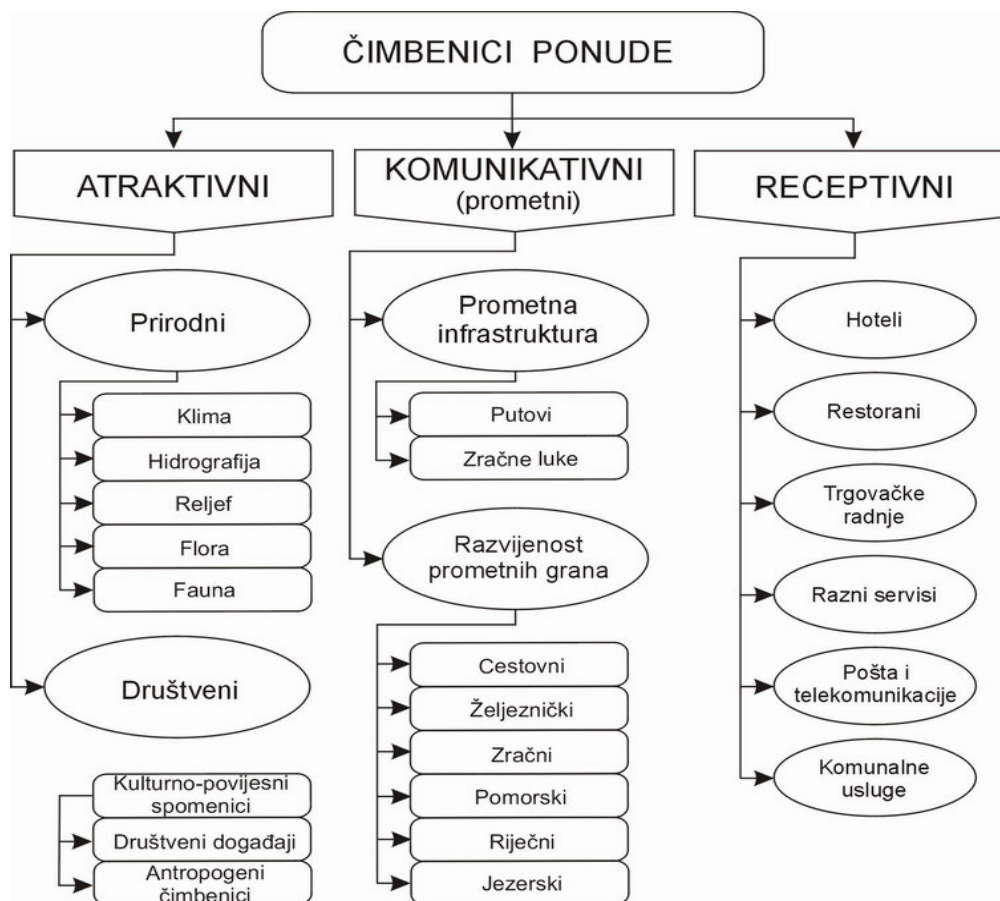 ČIMBENICI PONUDE
ATRAKTIVNI
Prirodni
Klima
Hidrografija
Reljef
Flora
Fauna
Društveni
Kulturno-povijesni
spomenici
Društveni događaji
Antropogeni
čimbenici
KOMUNIKATIVNI
(prometni)
Prometna
infrastruktura
Putovi
Zračne luke
Razvijenost
prometnih grana
Cestovni
Željeznički
Zračni
Pomorski
Riječni
Jezerski
RECEPTIVNI
Hoteli
Restorani
Trgovačke
radnje
Razni servisi
Pošta i
telekomunikacije
Komunalne
usluge